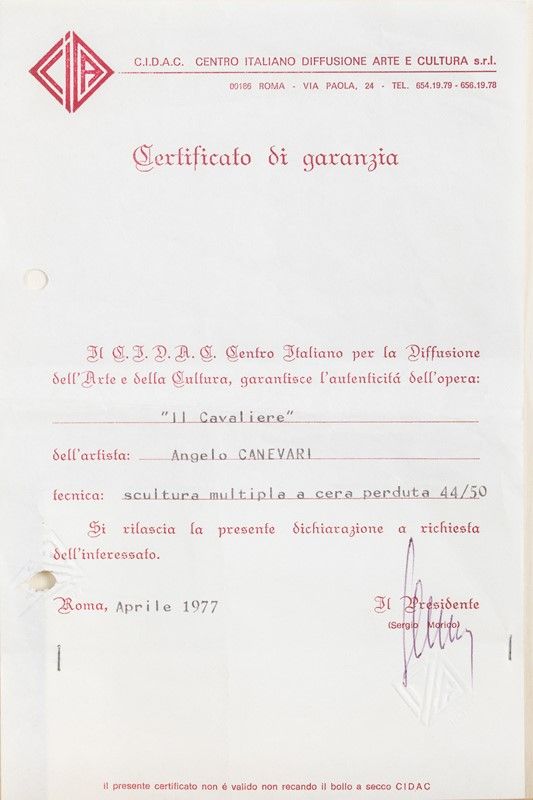 CIDA
C.I.D.A.C. CENTRO ITALIANO DIFFUSIONE ARTE E CULTURA s.r.l.
00186 ROMA - VIA PAOLA, 24 - TEL. 654.19.79 - 656.19.78
Certificato di garanzia
Il C.I.D.A.C. Centro Italiano per la Diffusione
dell'Arte e della Cultura, garantisce l'autenticitá dell'opera:
"Il Cavaliere"
dell'artista: Angelo CANEVARI
tecnica: scultura multipla a cera perduta 44/50
Si rilascia la presente dichiarazione a richiesta
dell'interessato.
Roma, Aprile 1977
Il Presidente
(Sergio Morico)
il presente certificato non é valido non recando il bollo a secco CIDAC